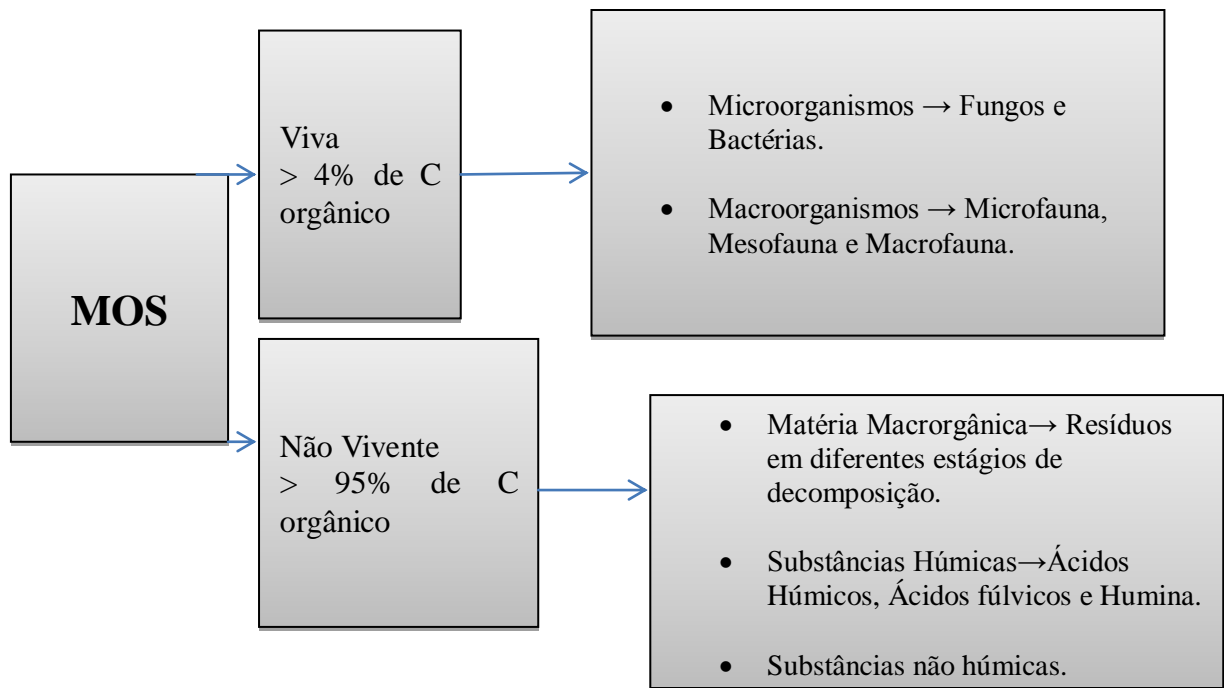 MOS
Viva
> 4% de C
orgânico
• Microorganismos → Fungos e
Bactérias.
• Macroorganismos → Microfauna,
Mesofauna e Macrofauna.
Não Vivente
> 95% de C
orgânico
• Matéria Macrorgânica→ Resíduos
em diferentes estágios de
decomposição.
• Substâncias Húmicas→Ácidos
Húmicos, Ácidos fúlvicos e Humina.
• Substâncias não húmicas.